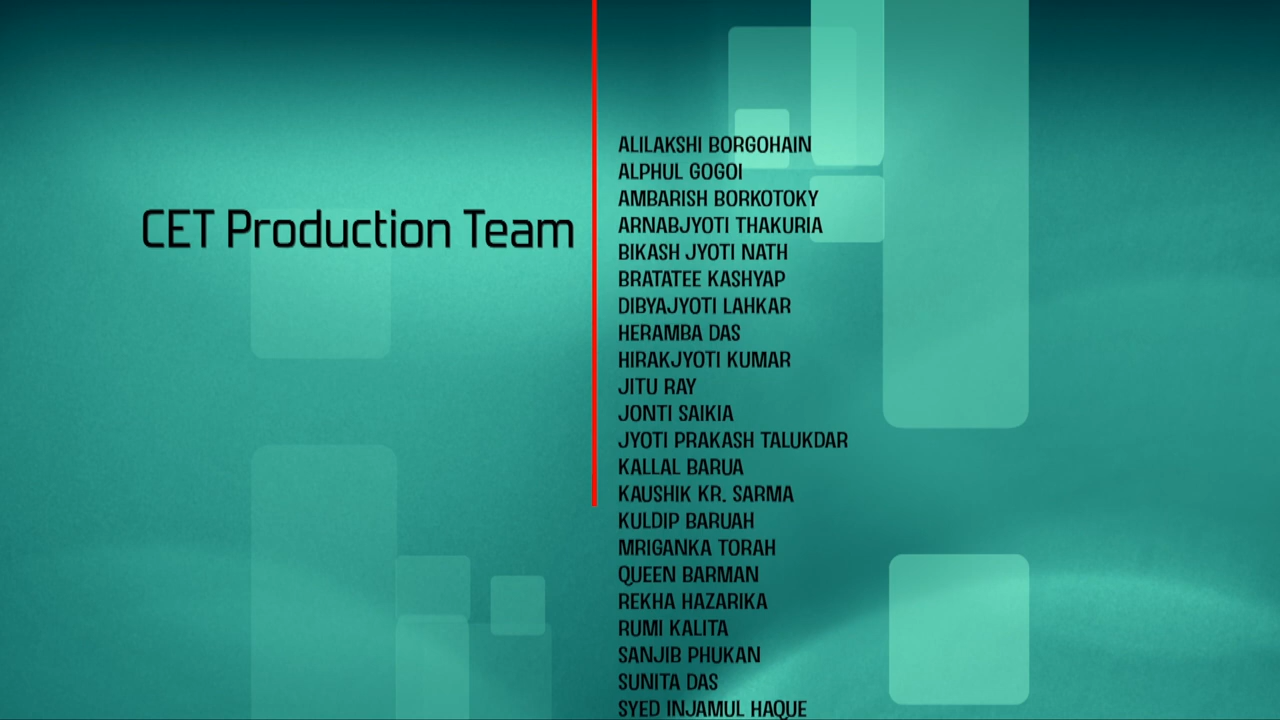 CET Production Team
ALILAKSHI BORGOHAIN
ALPHUL GOGOI
AMBARISH BORKOTOKY
ARNABJYOTI THAKURIA
BIKASH JYOTI NATH
BRATATEE KASHYAP
DIBYAJYOTI LAHKAR
HERAMBA DAS
HIRAKJYOTI KUMAR
JITU RAY
JONTI SAIKIA
JYOTI PRAKASH TALUKDAR
KALLAL BARUA
KAUSHIK KR. SARMA
KULDIP BARUAH
MRIGANKA TORAH
QUEEN BARMAN
REKHA HAZARIKA
RUMI KALITA
SANJIB PHUKAN
SUNITA DAS
SYED INJAMUL HAQUE